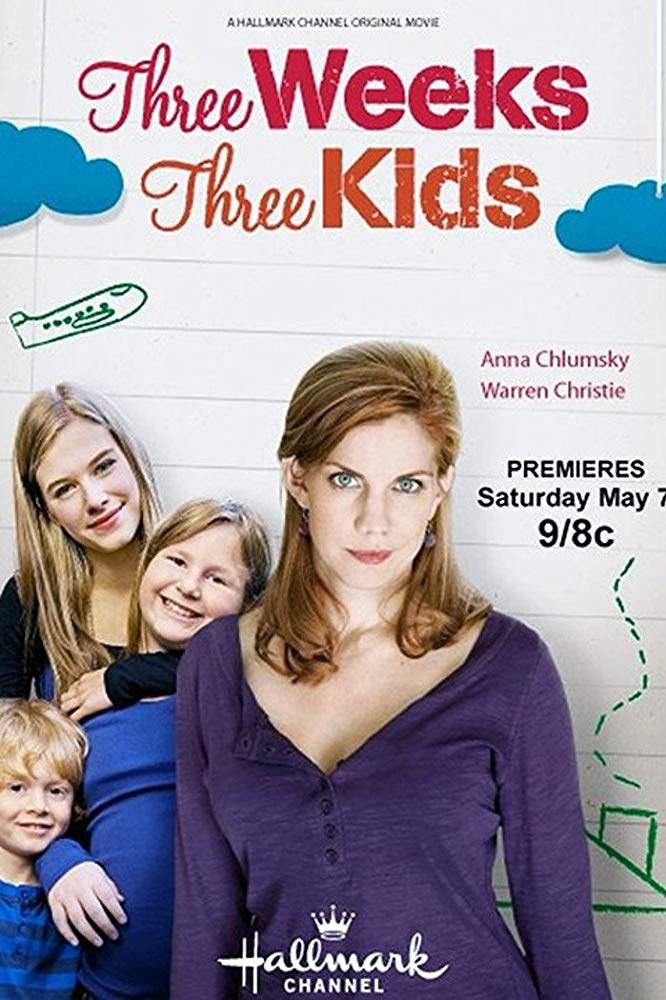 A HALLMARK CHANNEL ORIGINAL MOVIE
Three Weeks
Three Kids
Anna Chlumsky
Warren Christie
PREMIERES
Saturday May 7
9/8c
Hallmark
CHANNEL